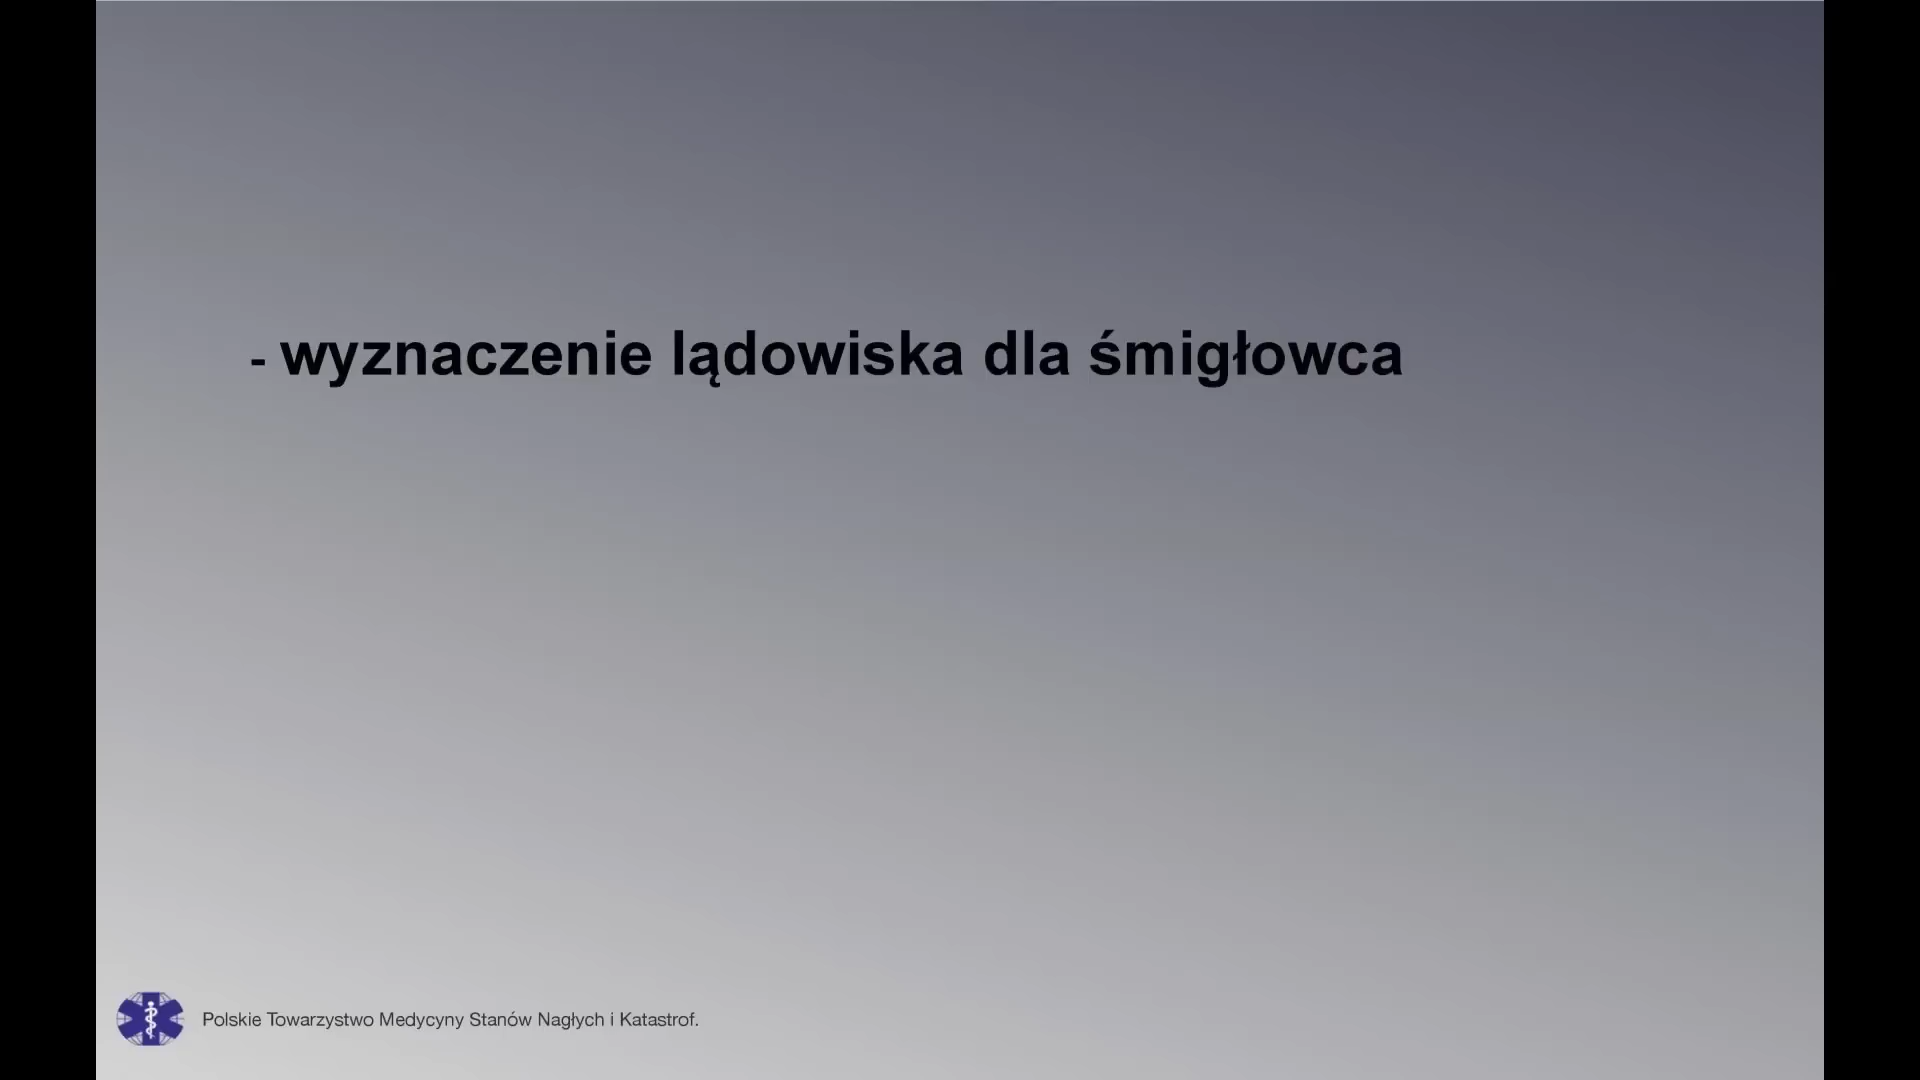 - wyznaczenie lądowiska dla śmigłowca
Polskie Towarzystwo Medycyny Stanów Nagłych i Katastrof.